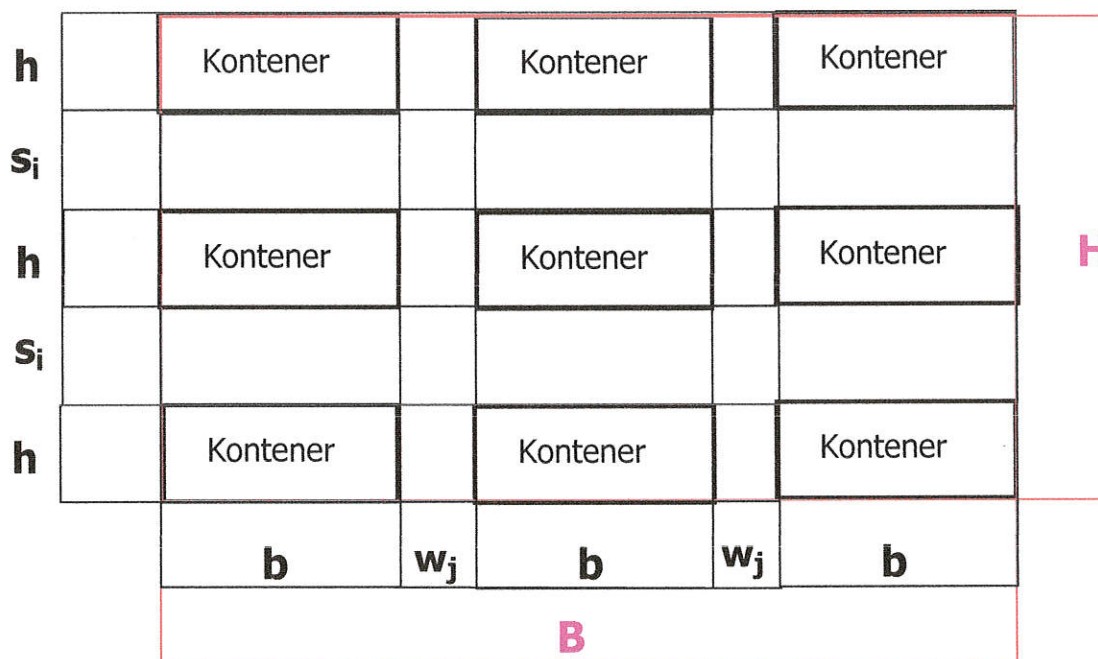 h Kontener Kontener Kontener
sᵢ
h Kontener Kontener Kontener H
sᵢ
h Kontener Kontener Kontener
b wⱼ b wⱼ b
B